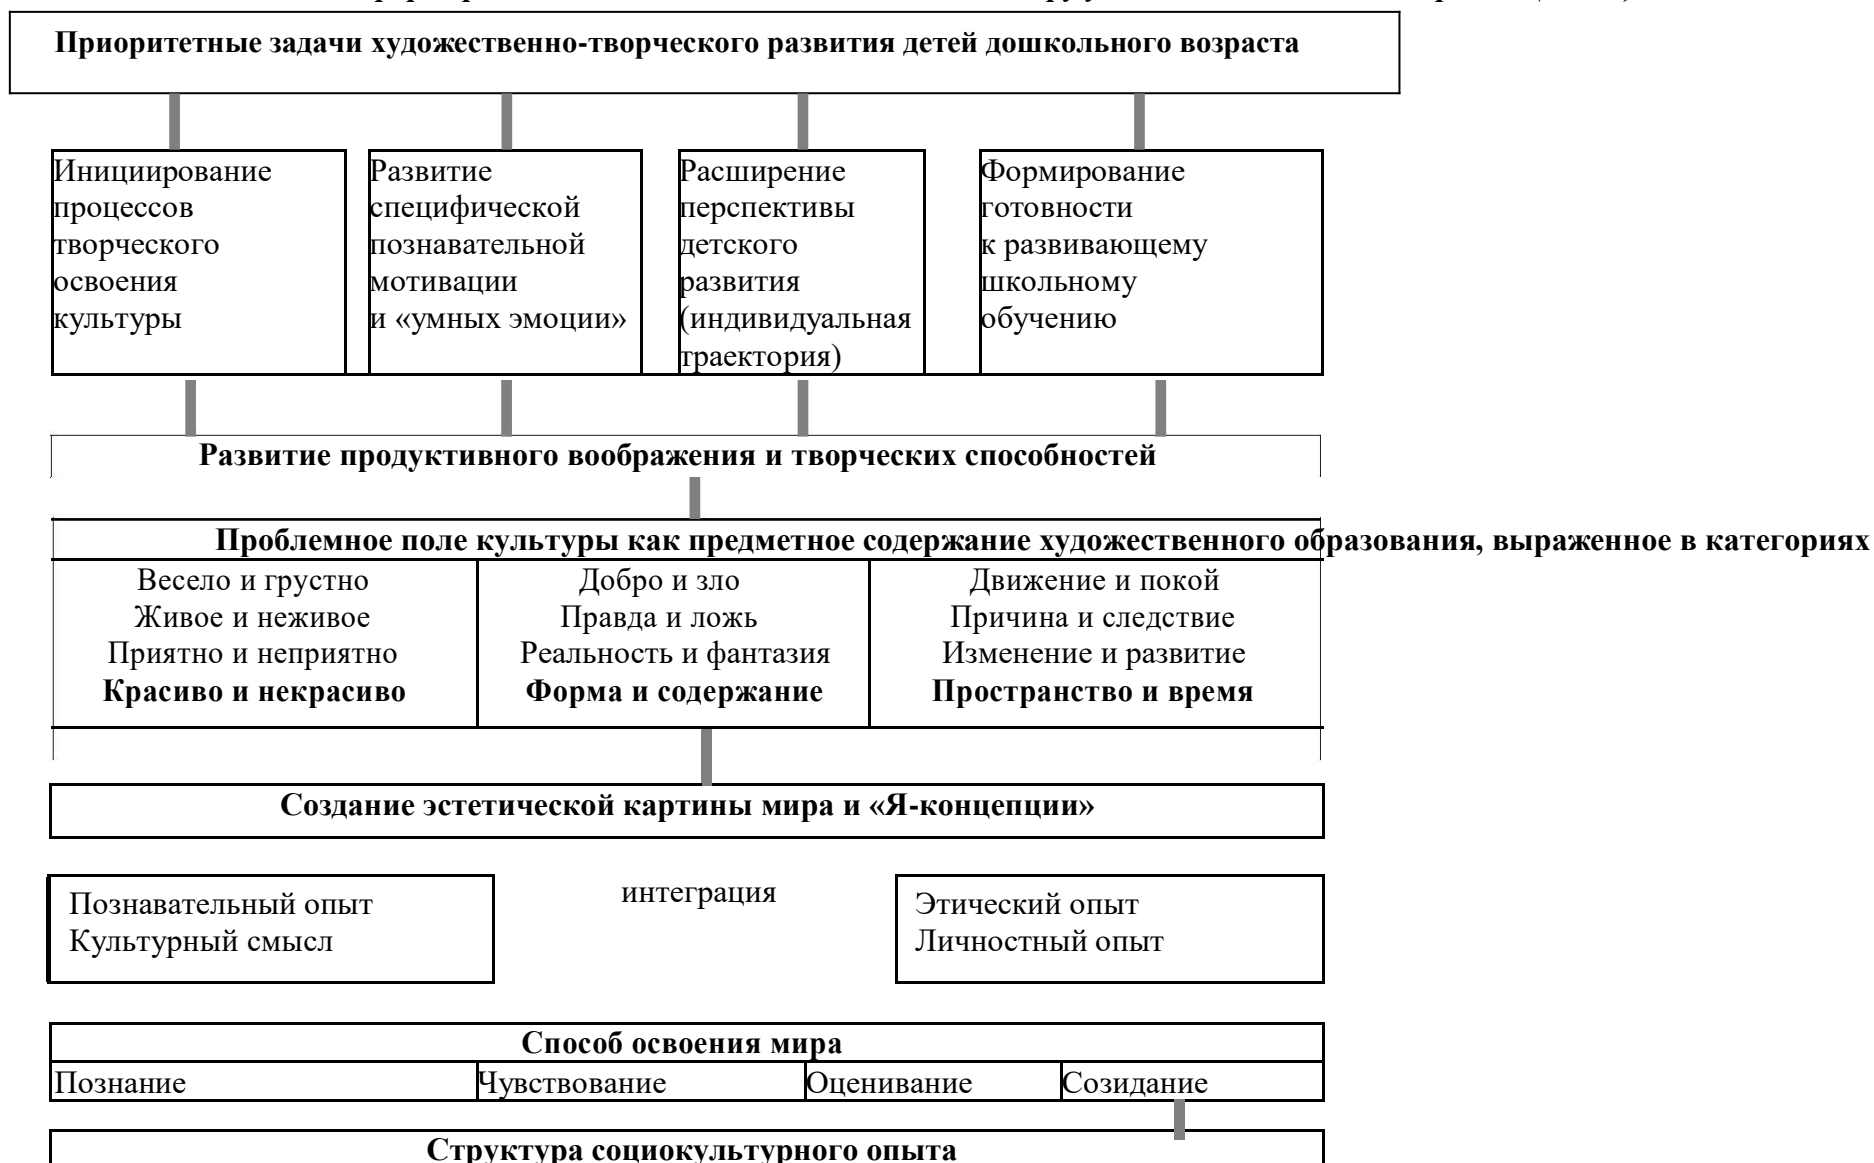 Приоритетные задачи художественно-творческого развития детей дошкольного возраста
Инициирование
процессов
творческого
освоения
культуры
Развитие
специфической
познавательной
мотивации
и «умных эмоции»
Расширение
перспективы
детского
развития
(индивидуальная
траектория)
Формирование
готовности
к развивающему
школьному
обучению
Развитие продуктивного воображения и творческих способностей
Проблемное поле культуры как предметное содержание художественного образования, выраженное в категориях
Весело и грустно
Живое и неживое
Приятно и неприятно
Красиво и некрасиво
Добро и зло
Правда и ложь
Реальность и фантазия
Форма и содержание
Движение и покой
Причина и следствие
Изменение и развитие
Пространство и время
Создание эстетической картины мира и «Я-концепции»
Познавательный опыт
Культурный смысл
интеграция
Этический опыт
Личностный опыт
Способ освоения мира
Познание
Чувствование
Оценивание
Созидание
Структура социокультурного опыта